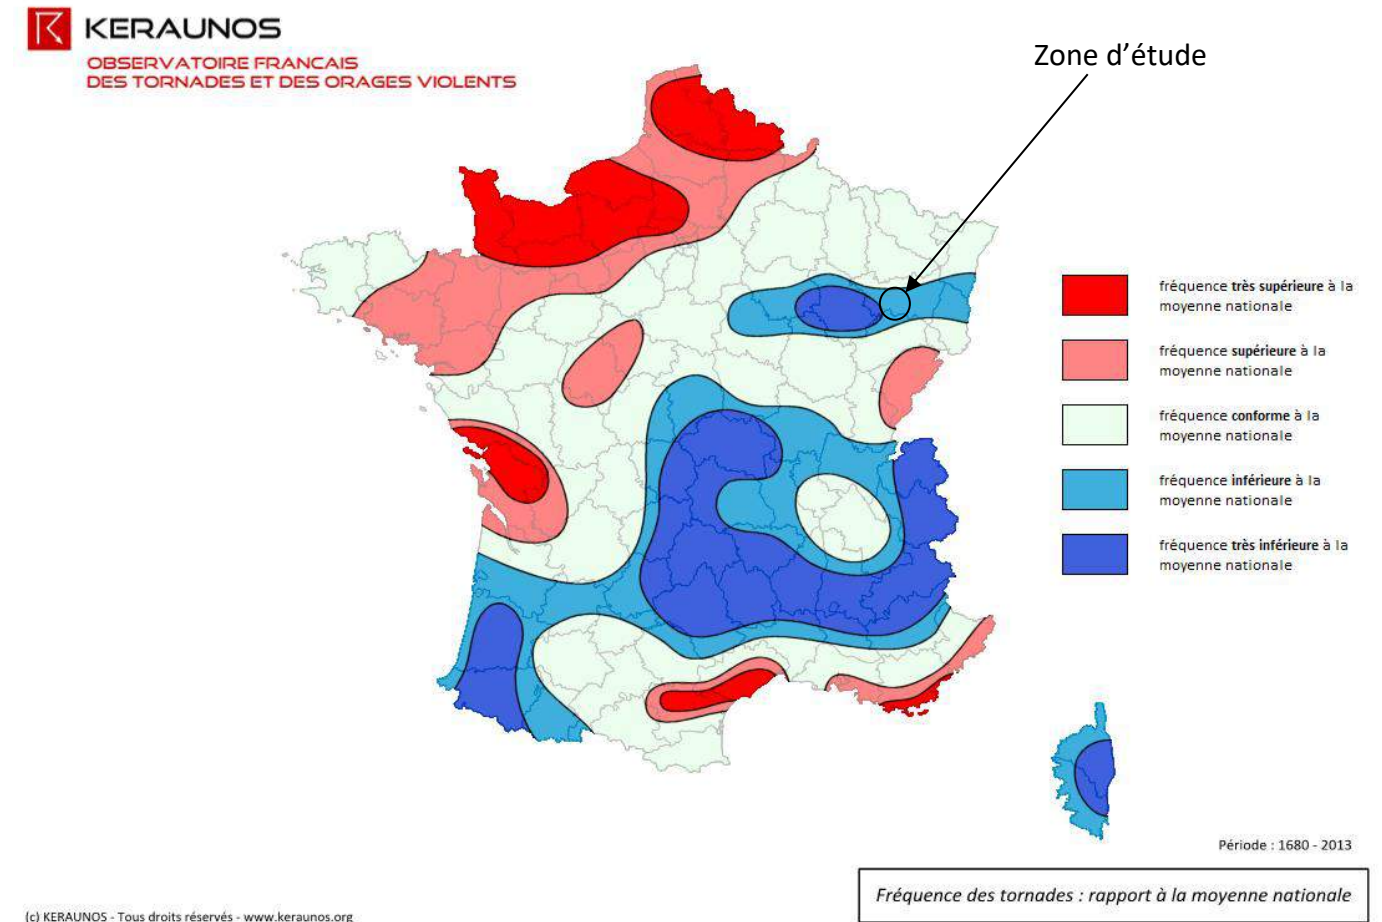 KERAUNOS
OBSERVATOIRE FRANCAIS
DES TORNADES ET DES ORAGES VIOLENTS
Zone d’étude
fréquence très supérieure à la
moyenne nationale
fréquence supérieure à la
moyenne nationale
fréquence conforme à la
moyenne nationale
fréquence inférieure à la
moyenne nationale
fréquence très inférieure à la
moyenne nationale
Période : 1680 - 2013
Fréquence des tornades : rapport à la moyenne nationale
(c) KERAUNOS - Tous droits réservés - www.keraunos.org